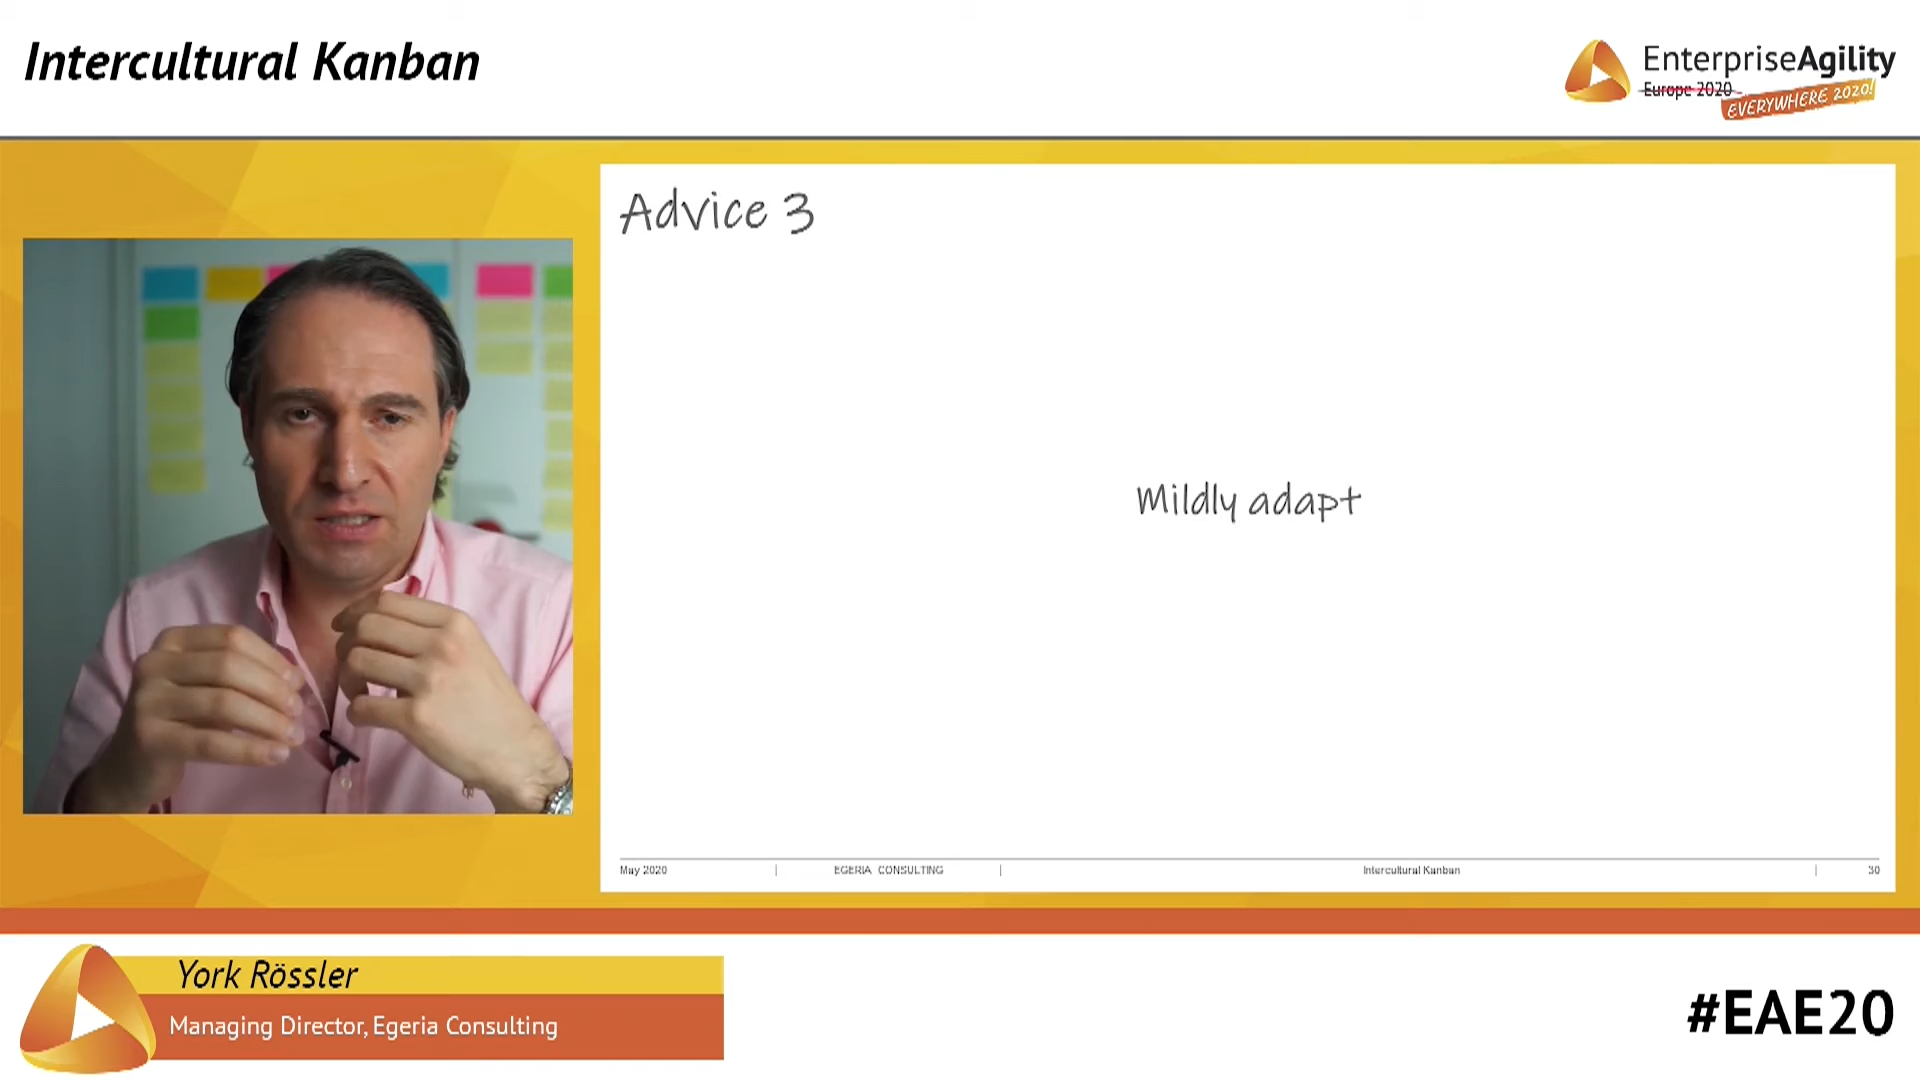 Intercultural Kanban
EnterpriseAgility
Europe 2020
EVERYWHERE 2020!
Advice 3
Mildly adapt
May 2020 | EGERIA CONSULTING | Intercultural Kanban | 30
York Rössler
Managing Director, Egeria Consulting
#EAE20